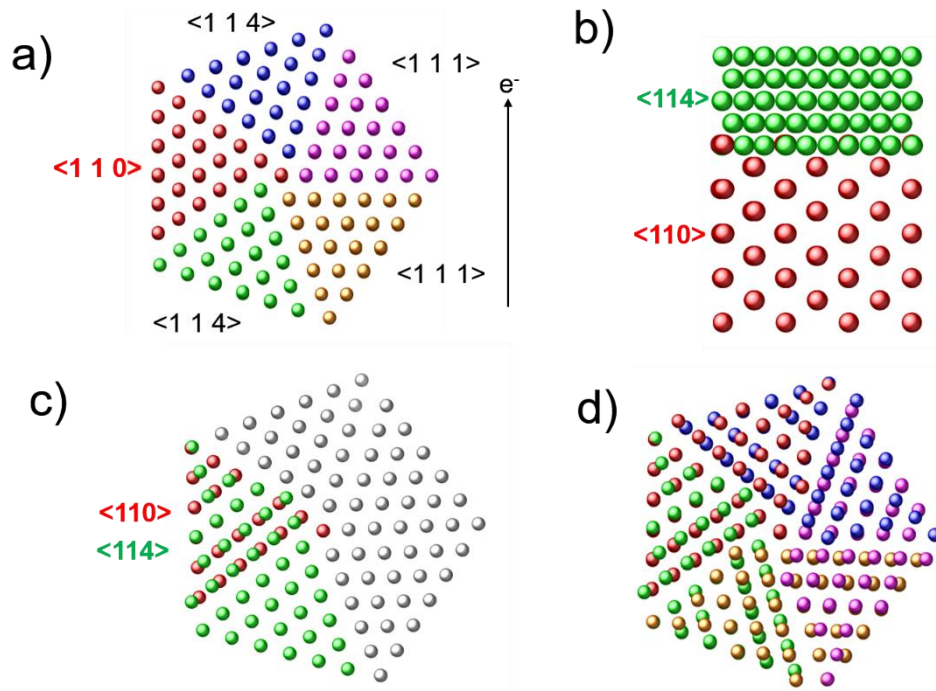 a)
<1 1 4>
<1 1 1>
e-
<1 1 0>
<1 1 1>
<1 1 4>
b)
<114>
<110>
c)
<110>
<114>
d)